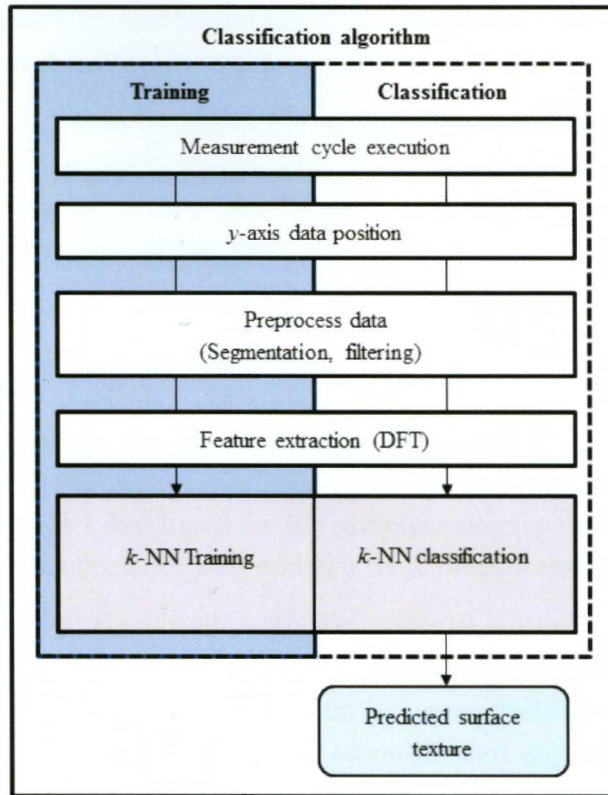 Classification algorithm
Training
Classification
Measurement cycle execution
y-axis data position
Preprocess data
(Segmentation, filtering)
Feature extraction (DFT)
k-NN Training
k-NN classification
Predicted surface
texture